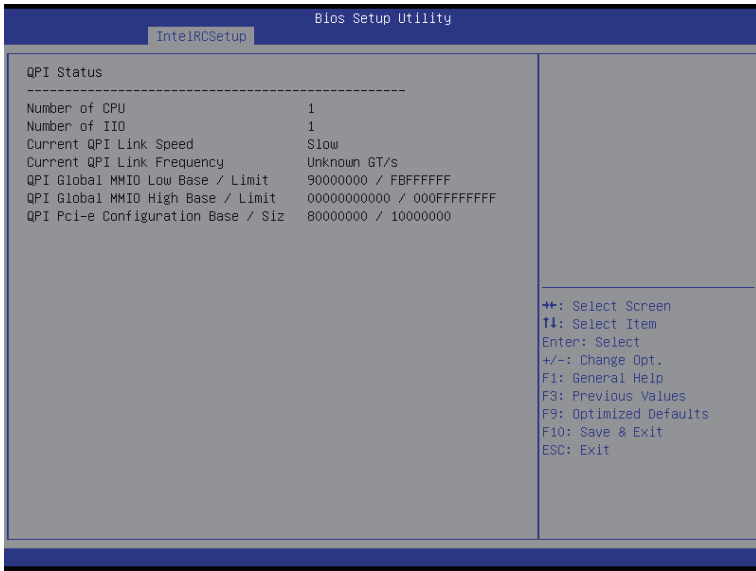 Bios Setup Utility
IntelRCSetup
QPI Status
--------------------------------------------------
Number of CPU 1
Number of IIO 1
Current QPI Link Speed Slow
Current QPI Link Frequency Unknown GT/s
QPI Global MMIO Low Base / Limit 90000000 / FBFFFFFF
QPI Global MMIO High Base / Limit 00000000000 / 000FFFFFFFF
QPI Pci-e Configuration Base / Siz 80000000 / 10000000
→←: Select Screen
↑↓: Select Item
Enter: Select
+/-: Change Opt.
F1: General Help
F3: Previous Values
F9: Optimized Defaults
F10: Save & Exit
ESC: Exit